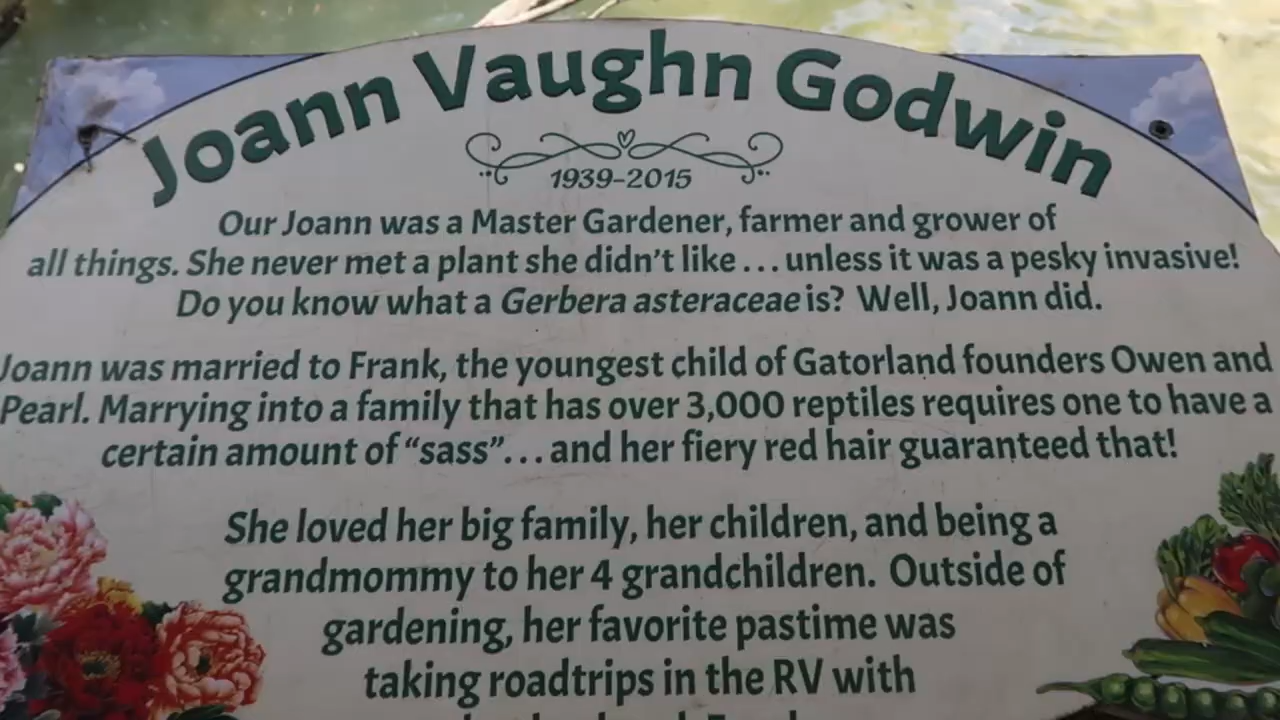 Joann Vaughn Godwin
1939–2015
Our Joann was a Master Gardener, farmer and grower of
all things. She never met a plant she didn't like ... unless it was a pesky invasive!
Do you know what a Gerbera asteraceae is? Well, Joann did.
Joann was married to Frank, the youngest child of Gatorland founders Owen and
Pearl. Marrying into a family that has over 3,000 reptiles requires one to have a
certain amount of “sass”... and her fiery red hair guaranteed that!
She loved her big family, her children, and being a
grandmommy to her 4 grandchildren. Outside of
gardening, her favorite pastime was
taking roadtrips in the RV with